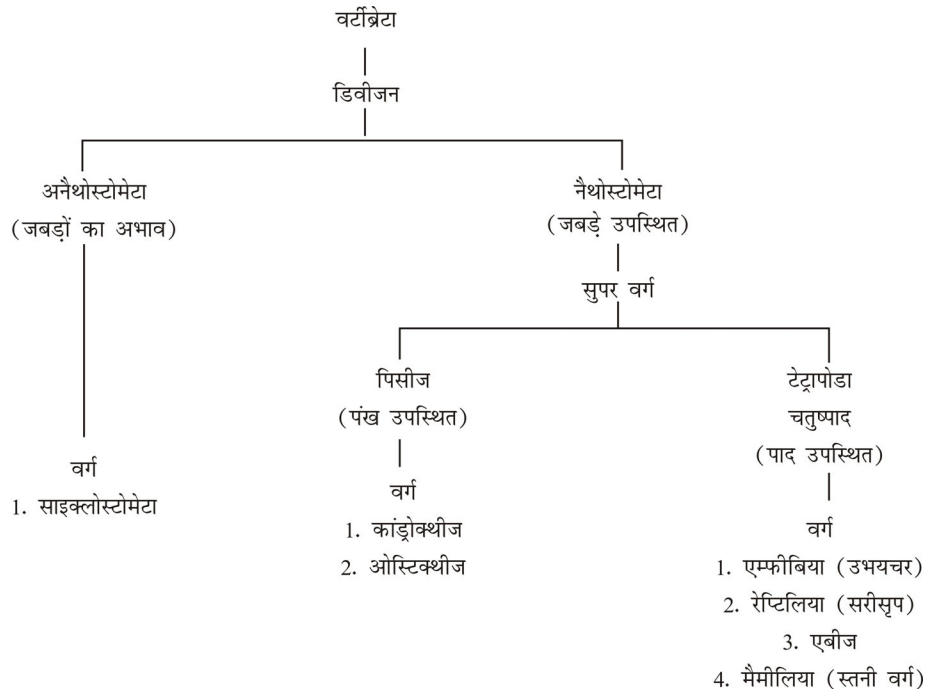 वर्टीब्रेटा
डिवीजन
अनैथोस्टोमेटा
(जबड़ों का अभाव)
नैथोस्टोमेटा
(जबड़े उपस्थित)
सुपर वर्ग
पिसीज
(पंख उपस्थित)
टेट्रापोडा
चतुष्पाद
(पाद उपस्थित)
वर्ग
1. साइक्लोस्टोमेटा
वर्ग
1. कांड्रोक्थीज
2. ओस्टिक्थीज
वर्ग
1. एम्फीबिया (उभयचर)
2. रेप्टिलिया (सरीसृप)
3. एबीज
4. मैमीलिया (स्तनी वर्ग)